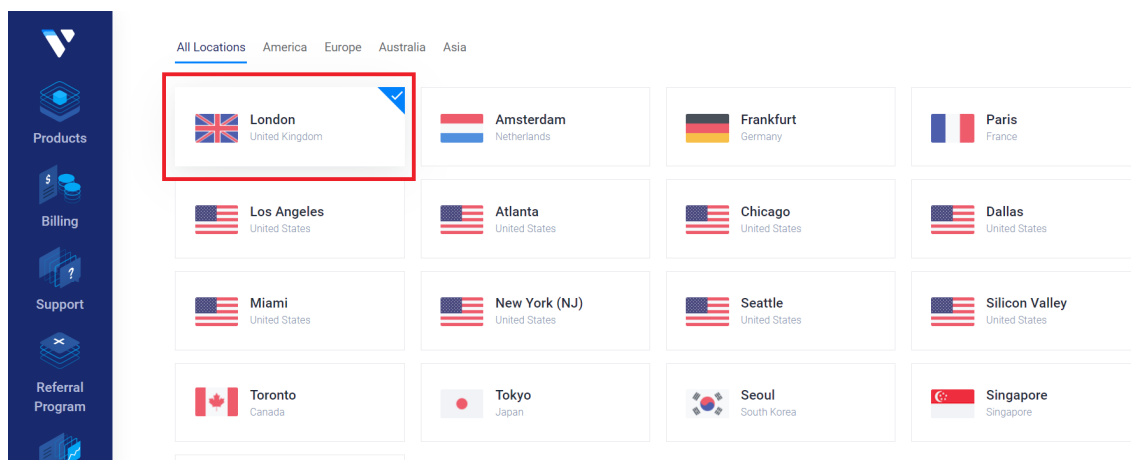 All Locations America Europe Australia Asia
Products
Billing
Support
Referral
Program
London
United Kingdom
Amsterdam
Netherlands
Frankfurt
Germany
Paris
France
Los Angeles
United States
Atlanta
United States
Chicago
United States
Dallas
United States
Miami
United States
New York (NJ)
United States
Seattle
United States
Silicon Valley
United States
Toronto
Canada
Tokyo
Japan
Seoul
South Korea
Singapore
Singapore